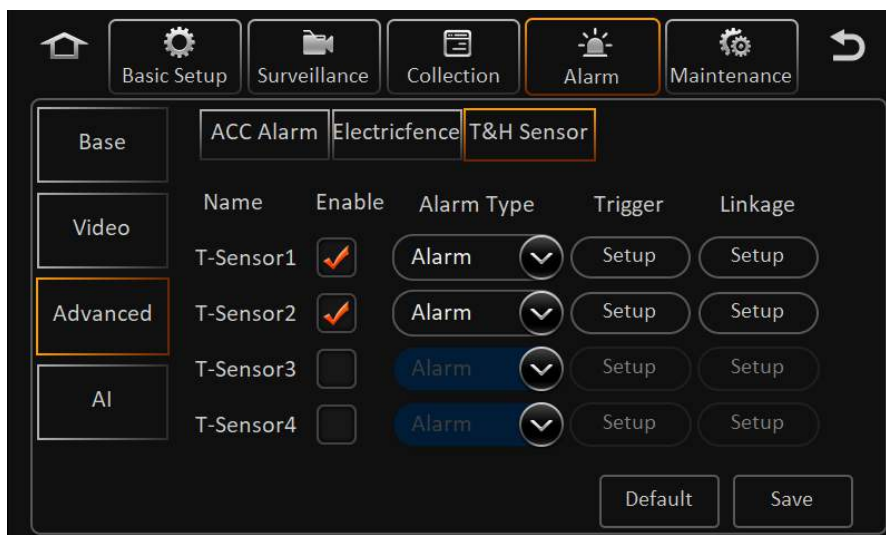 Basic Setup Surveillance Collection Alarm Maintenance
Base
Video
Advanced
AI
ACC Alarm Electricfence T&H Sensor
Name Enable Alarm Type Trigger Linkage
T-Sensor1 Alarm Setup Setup
T-Sensor2 Alarm Setup Setup
T-Sensor3 Alarm Setup Setup
T-Sensor4 Alarm Setup Setup
Default Save